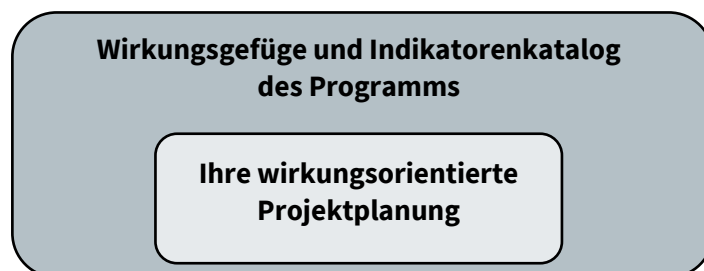 Wirkungsgefüge und Indikatorenkatalog
des Programms
Ihre wirkungsorientierte
Projektplanung